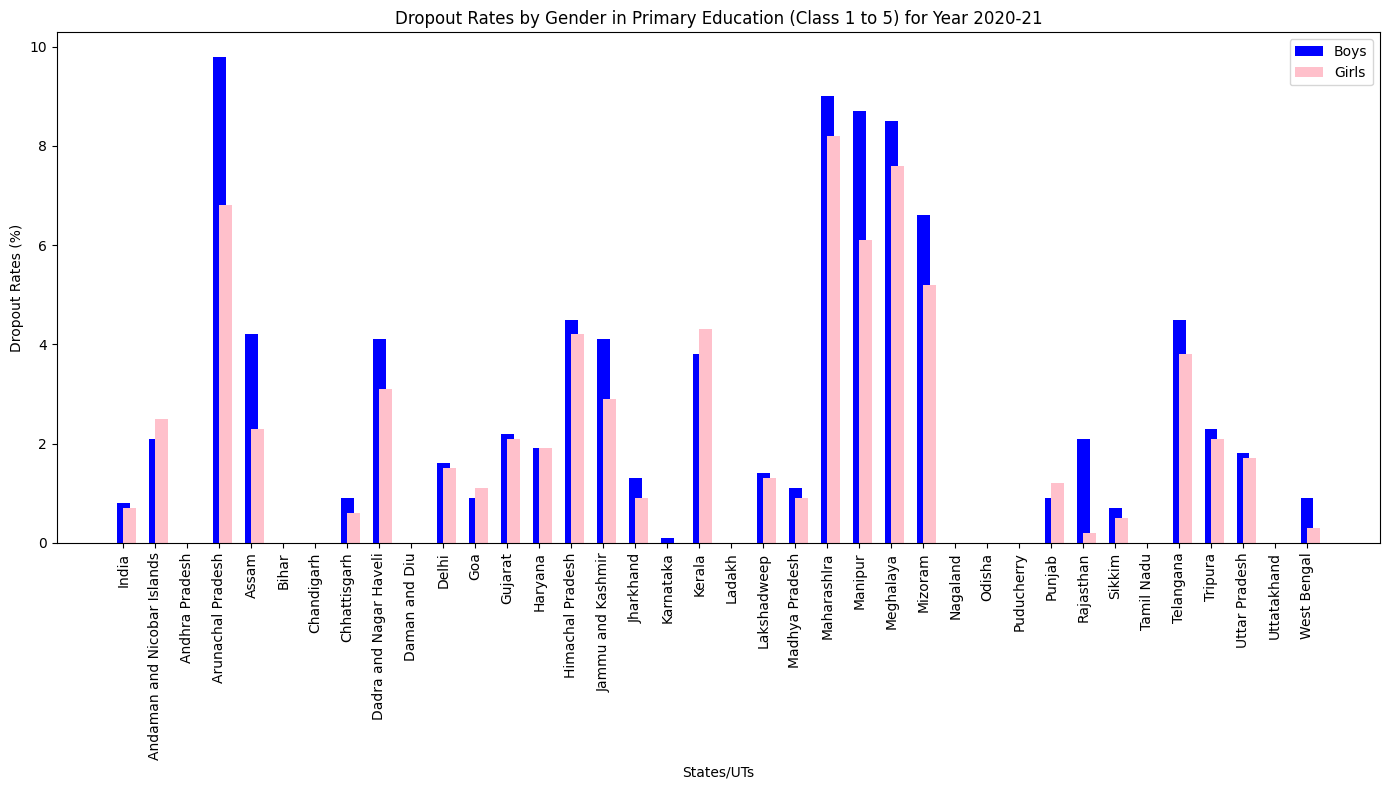 Dropout Rates by Gender in Primary Education (Class 1 to 5) for Year 2020-21
Boys
Girls
Dropout Rates (%)
10
8
6
4
2
0
India
Andaman and Nicobar Islands
Andhra Pradesh
Arunachal Pradesh
Assam
Bihar
Chandigarh
Chhattisgarh
Dadra and Nagar Haveli
Daman and Diu
Delhi
Goa
Gujarat
Haryana
Himachal Pradesh
Jammu and Kashmir
Jharkhand
Karnataka
Kerala
Ladakh
Lakshadweep
Madhya Pradesh
Maharashlra
Manipur
Meghalaya
Mizoram
Nagaland
Odisha
Puducherry
Punjab
Rajasthan
Sikkim
Tamil Nadu
Telangana
Tripura
Uttar Pradesh
Uttatakhand
West Bengal
States/UTs